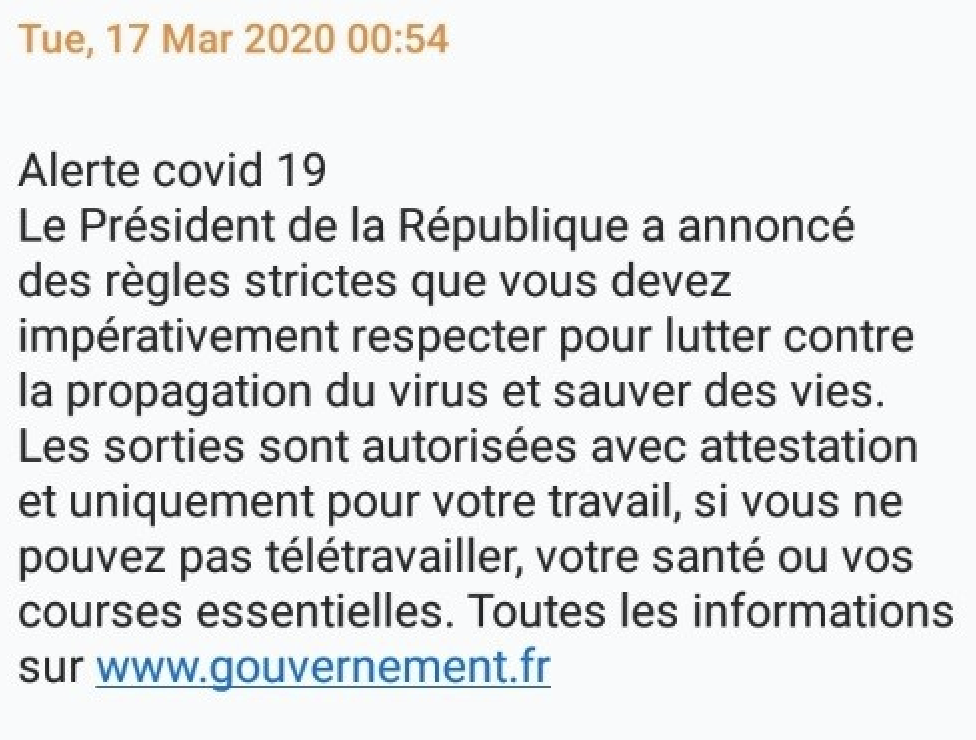 Tue, 17 Mar 2020 00:54
Alerte covid 19
Le Président de la République a annoncé
des règles strictes que vous devez
impérativement respecter pour lutter contre
la propagation du virus et sauver des vies.
Les sorties sont autorisées avec attestation
et uniquement pour votre travail, si vous ne
pouvez pas télétravailler, votre santé ou vos
courses essentielles. Toutes les informations
sur www.gouvernement.fr